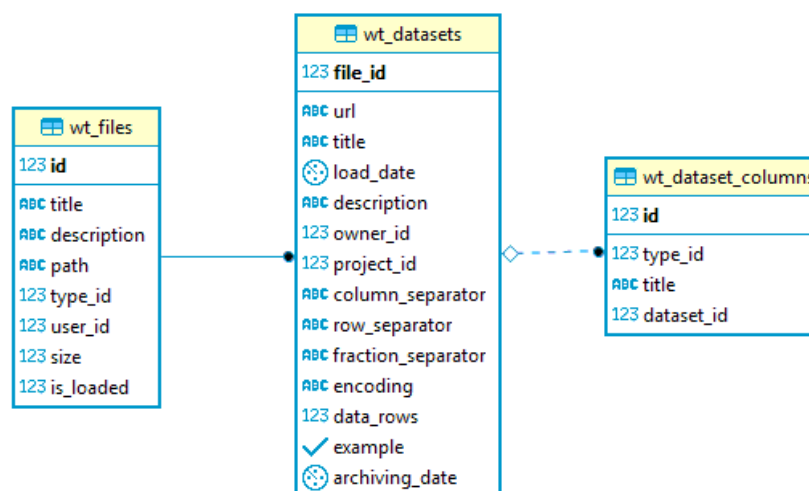 wt_files
123 id
ABC title
ABC description
ABC path
123 type_id
123 user_id
123 size
123 is_loaded
wt_datasets
123 file_id
ABC url
ABC title
load_date
ABC description
123 owner_id
123 project_id
ABC column_separator
ABC row_separator
ABC fraction_separator
ABC encoding
123 data_rows
example
archiving_date
wt_dataset_columns
123 id
123 type_id
ABC title
123 dataset_id